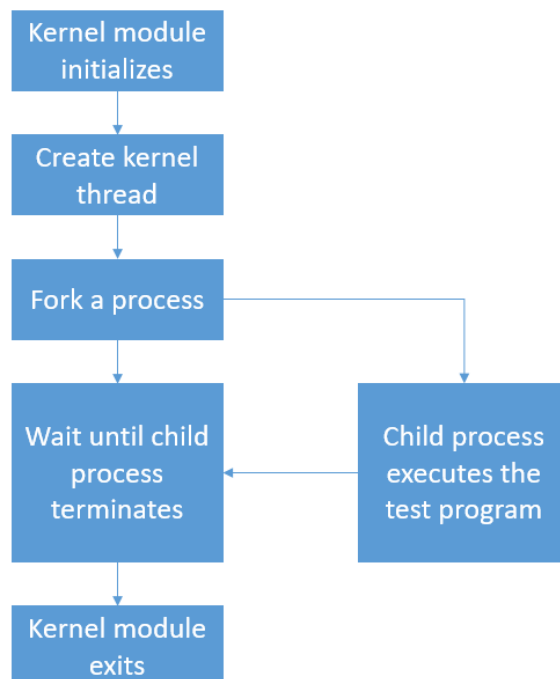 Kernel module
initializes
Create kernel
thread
Fork a process
Wait until child
process
terminates
Child process
executes the
test program
Kernel module
exits